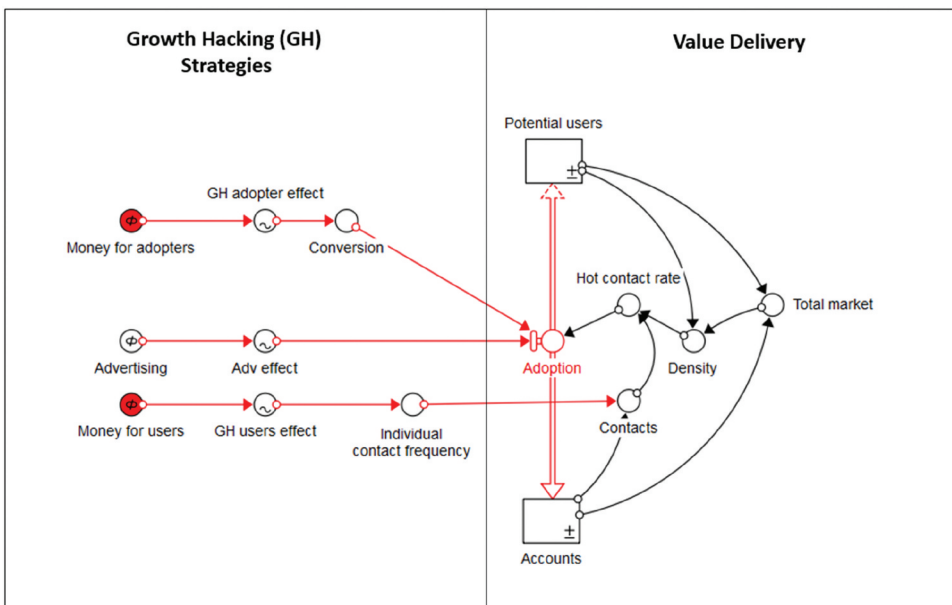 Growth Hacking (GH)
Strategies
Value Delivery
Potential users
GH adopter effect
Money for adopters
Conversion
Hot contact rate
Total market
Advertising
Adv effect
Adoption
Density
Money for users
GH users effect
Individual
contact frequency
Contacts
Accounts